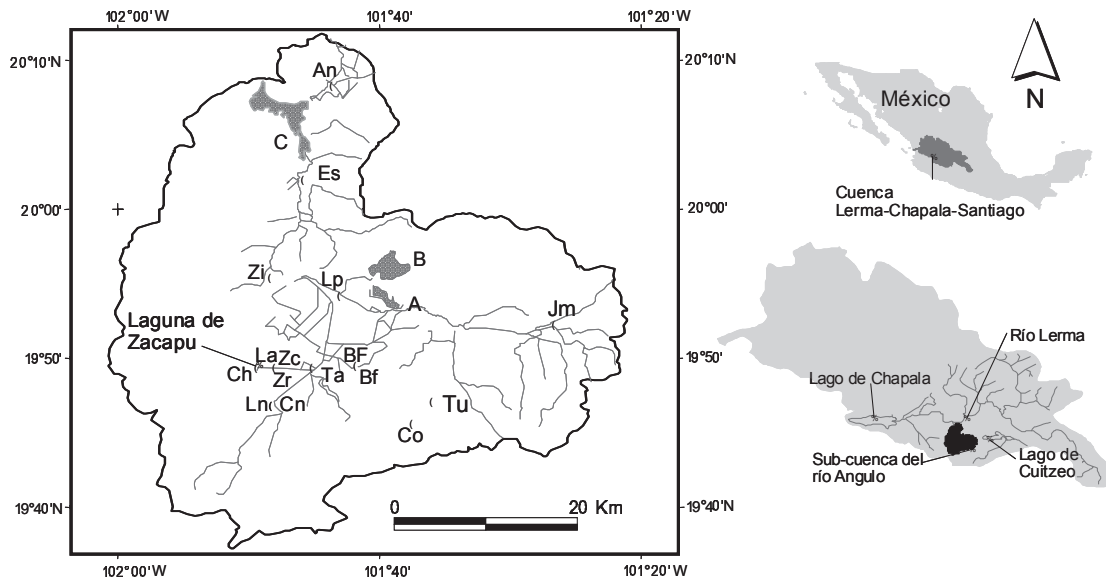 102°00'W
101°40'W
101°20'W
20°10'N
20°10'N
An
C
Es
20°00'
20°00'
B
Zi
Lp
A
Jm
Laguna de
Zacapu
19°50'
19°50'
La
Zc
BF
Ch
Zr
Ta
Bf
Ln
Cn
Tu
Co
0
20 Km
19°40'N
19°40'N
102°00'W
101°40'
101°20'W
N
México
Cuenca
Lerma-Chapala-Santiago
Río Lerma
Lago de Chapala
Sub-cuenca del
río Angulo
Lago de
Cuitzeo